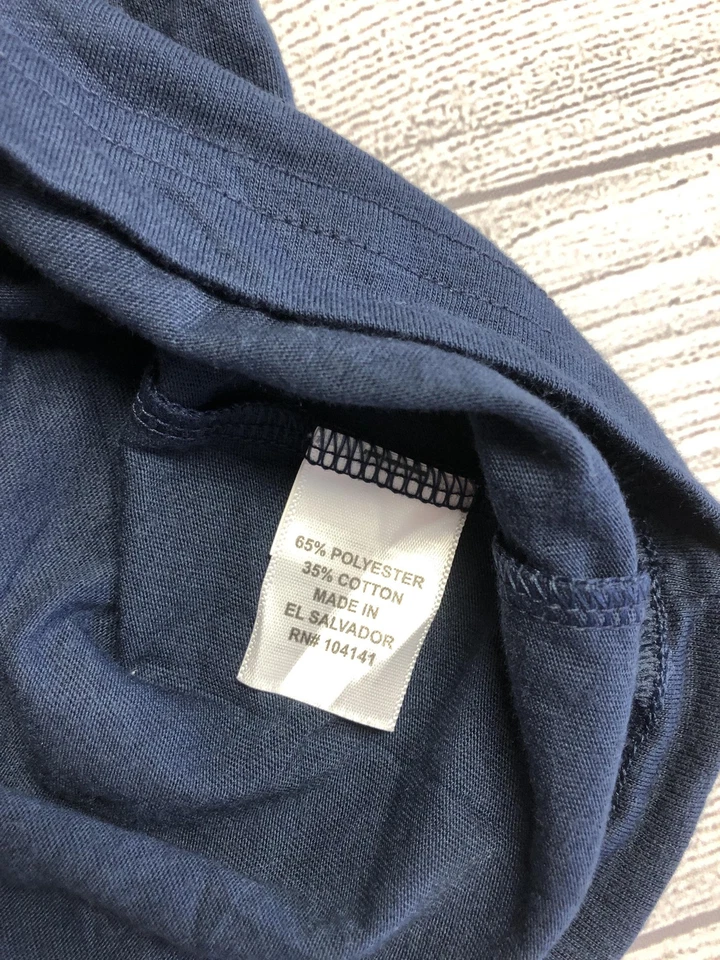 65% POLYESTER
35% COTTON
MADE IN
EL SALVADOR
RN# 104141